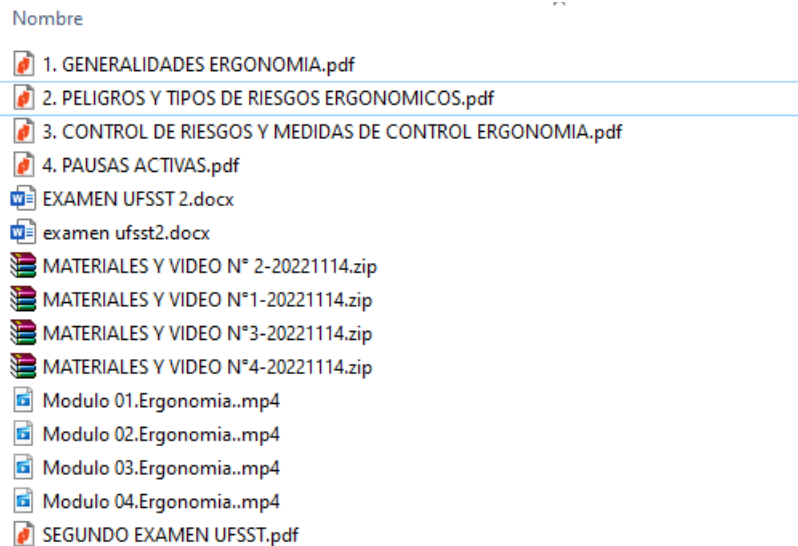 Nombre
1. GENERALIDADES ERGONOMIA.pdf
2. PELIGROS Y TIPOS DE RIESGOS ERGONOMICOS.pdf
3. CONTROL DE RIESGOS Y MEDIDAS DE CONTROL ERGONOMIA.pdf
4. PAUSAS ACTIVAS.pdf
EXAMEN UFSST 2.docx
examen ufsst2.docx
MATERIALES Y VIDEO N° 2-20221114.zip
MATERIALES Y VIDEO N°1-20221114.zip
MATERIALES Y VIDEO N°3-20221114.zip
MATERIALES Y VIDEO N°4-20221114.zip
Modulo 01.Ergonomia..mp4
Modulo 02.Ergonomia..mp4
Modulo 03.Ergonomia..mp4
Modulo 04.Ergonomia..mp4
SEGUNDO EXAMEN UFSST.pdf